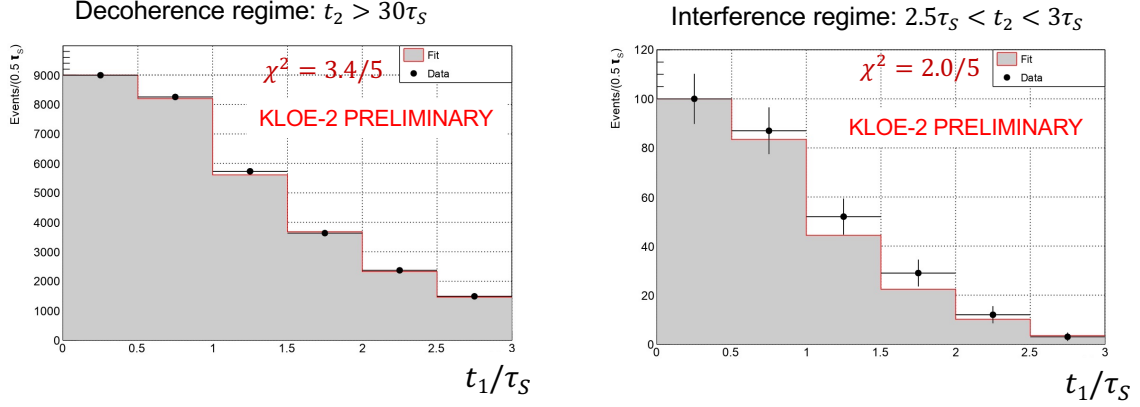 Decoherence regime: t₂ > 30τ_S
Events/(0.5 τ_S)
9000
8000
7000
6000
5000
4000
3000
2000
1000
0
χ² = 3.4/5
Fit
Data
KLOE-2 PRELIMINARY
0 0.5 1 1.5 2 2.5 3
t₁/τ_S
Interference regime: 2.5τ_S < t₂ < 3τ_S
Events/(0.5 τ_S)
120
100
80
60
40
20
0
χ² = 2.0/5
Fit
Data
KLOE-2 PRELIMINARY
0 0.5 1 1.5 2 2.5 3
t₁/τ_S